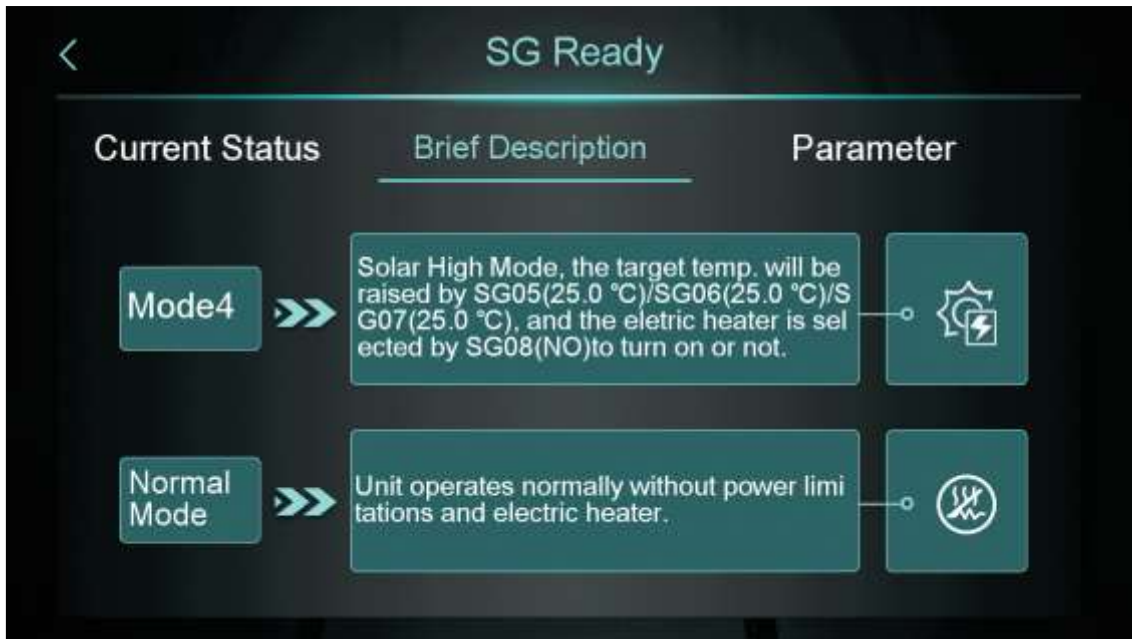 SG Ready
Current Status
Brief Description
Parameter
Mode4
Solar High Mode, the target temp. will be
raised by SG05(25.0 ℃)/SG06(25.0 ℃)/S
G07(25.0 ℃), and the eletric heater is sel
ected by SG08(NO)to turn on or not.
Normal
Mode
Unit operates normally without power limi
tations and electric heater.